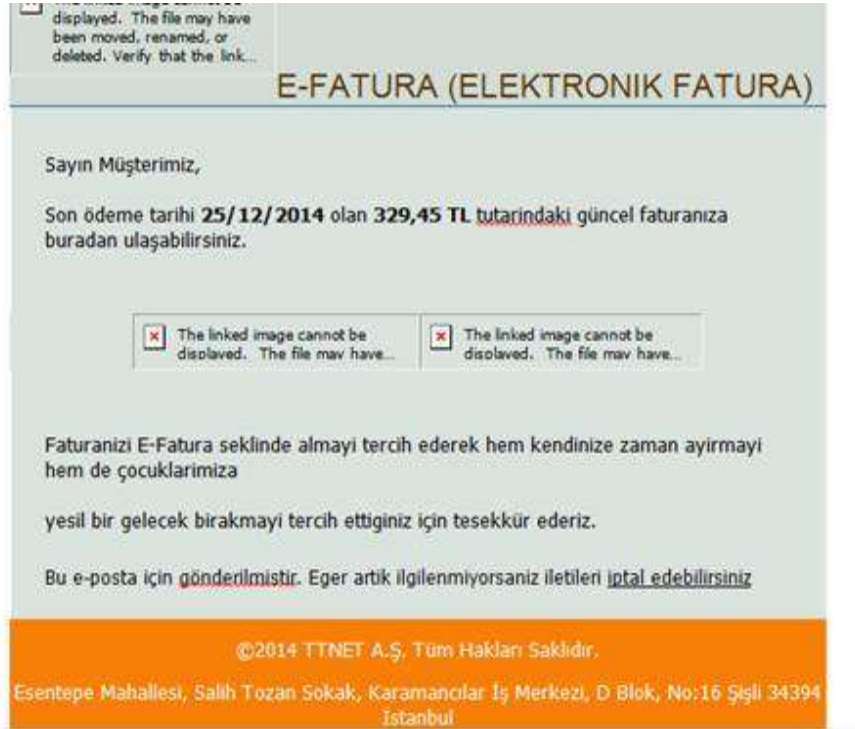 displayed. The file may have
been moved, renamed, or
deleted. Verify that the link...
E-FATURA (ELEKTRONIK FATURA)
Sayın Müşterimiz,
Son ödeme tarihi 25/12/2014 olan 329,45 TL tutarindaki güncel faturanıza
buradan ulaşabilirsiniz.
The linked image cannot be
displayed. The file may have...
The linked image cannot be
displayed. The file may have...
Faturanizi E-Fatura seklinde almayi tercih ederek hem kendinize zaman ayirmayi
hem de çocuklarimiza
yesil bir gelecek birakmayi tercih ettiginiz için tesekkür ederiz.
Bu e-posta için gönderilmistir. Eger artik ilgilenmiyorsaniz iletileri iptal edebilirsiniz
©2014 TTNET A.Ş. Tüm Hakları Saklıdır.
Esentepe Mahallesi, Salih Tozan Sokak, Karamancılar İş Merkezi, D Blok, No:16 Şişli 34394
Istanbul